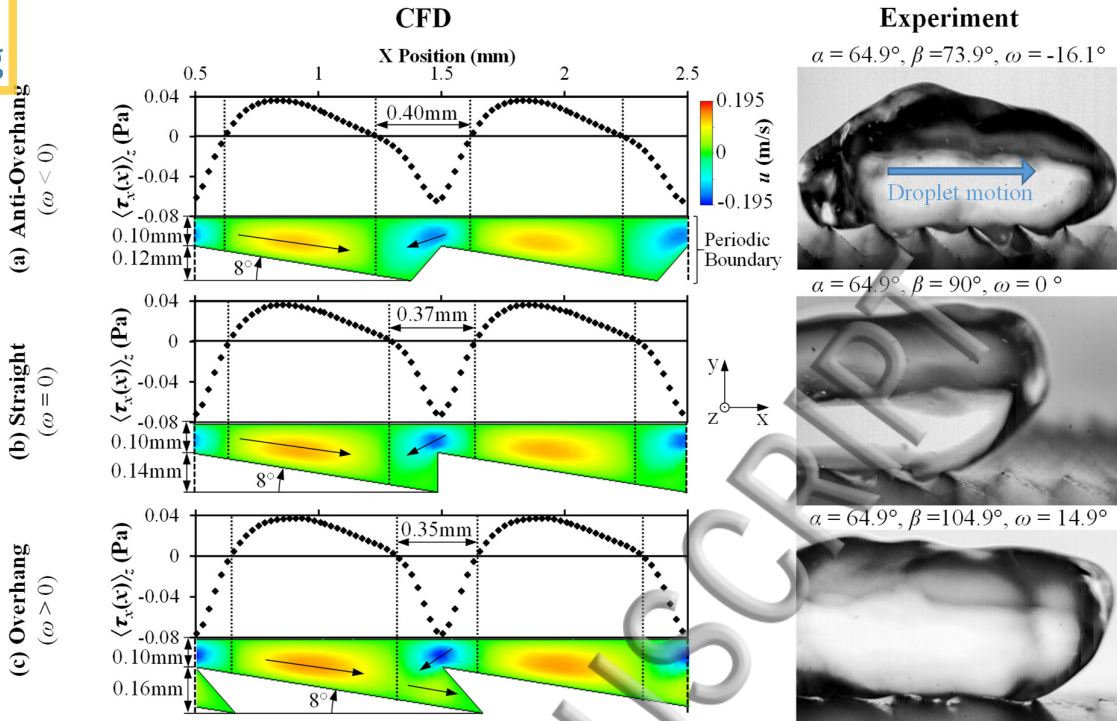 CFD
Experiment
X Position (mm)
0.5 1 1.5 2 2.5
α = 64.9°, β =73.9°, ω = -16.1°
(a) Anti-Overhang
(ω < 0)
⟨τx(x)⟩z (Pa)
0.04
0
-0.04
-0.08
0.40mm
0.10mm
0.12mm
8°
0.195
0
-0.195
u (m/s)
Periodic
Boundary
Droplet motion
α = 64.9°, β = 90°, ω = 0 °
(b) Straight
(ω = 0)
⟨τx(x)⟩z (Pa)
0.04
0
-0.04
-0.08
0.37mm
0.10mm
0.14mm
8°
y
z x
α = 64.9°, β =104.9°, ω = 14.9°
(c) Overhang
(ω > 0)
⟨τx(x)⟩z (Pa)
0.04
0
-0.04
-0.08
0.35mm
0.10mm
0.16mm
8°
USCRIPT